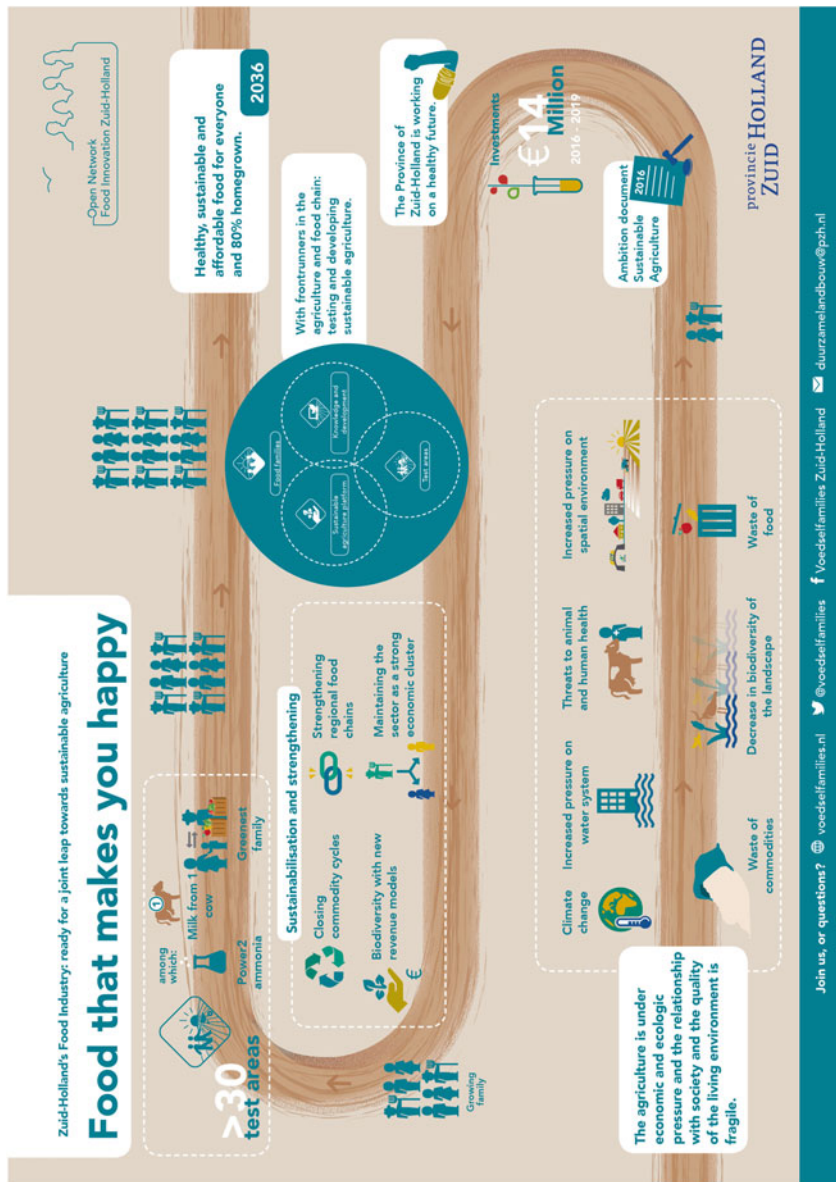 Zuid-Holland's Food Industry: ready for a joint leap towards sustainable agriculture
Food that makes you happy
Open Network
Food Innovation Zuid-Holland
>30
test areas
among
which:
Power2
ammonia
1
Milk from 1
cow
Greenest
family
Healthy, sustainable and
affordable food for everyone
and 80% homegrown.
2036
Sustainabilisation and strengthening
Closing
commodity cycles
Strengthening
regional food
chains
Biodiversity with new
revenue models
€
Maintaining the
sector as a strong
economic cluster
Food families
Sustainable
agriculture platform
Knowledge and
development
Test areas
With frontrunners in the
agriculture and food chain:
testing and developing
sustainable agriculture.
The Province of
Zuid-Holland is working
on a healthy future.
Growing
family
Investments
€14
Million
2016 - 2019
Ambition document
Sustainable
Agriculture
2016
The agriculture is under
economic and ecologic
pressure and the relationship
with society and the quality
of the living environment is
fragile.
Climate
change
Increased pressure on
water system
Threats to animal
and human health
Increased pressure on
spatial environment
Waste of
commodities
Decrease in biodiversity of
the landscape
Waste of
food
provincie HOLLAND
ZUID
Join us, or questions? voedselfamilies.nl @voedselfamilies f Voedselfamilies Zuid-Holland duurzamelandbouw@pzh.nl